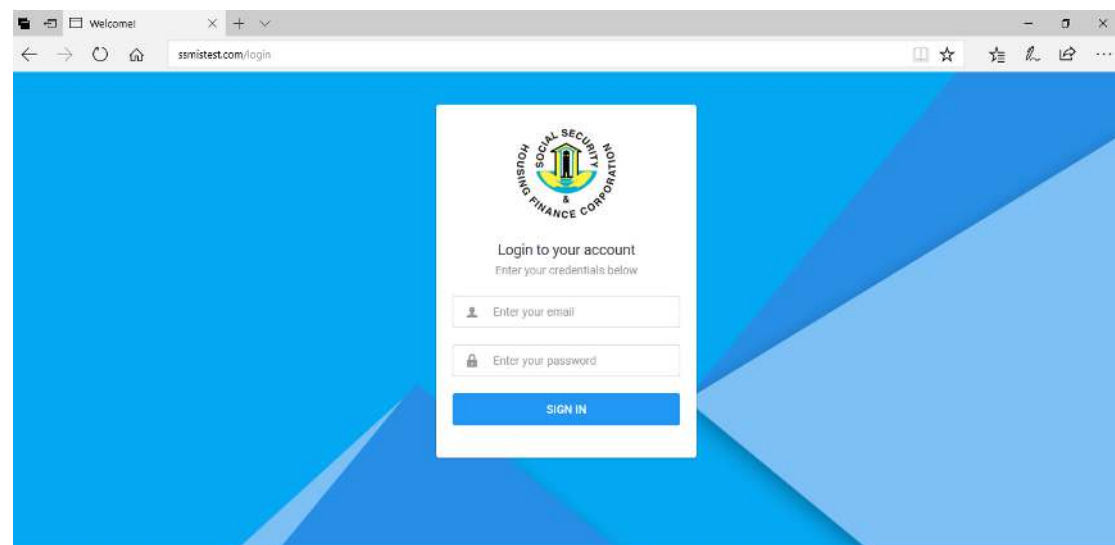 Welcome!
ssmistest.com/login
SOCIAL SECURITY
HOUSING FINANCE CORPORATION
&
Login to your account
Enter your credentials below
Enter your email
Enter your password
SIGN IN